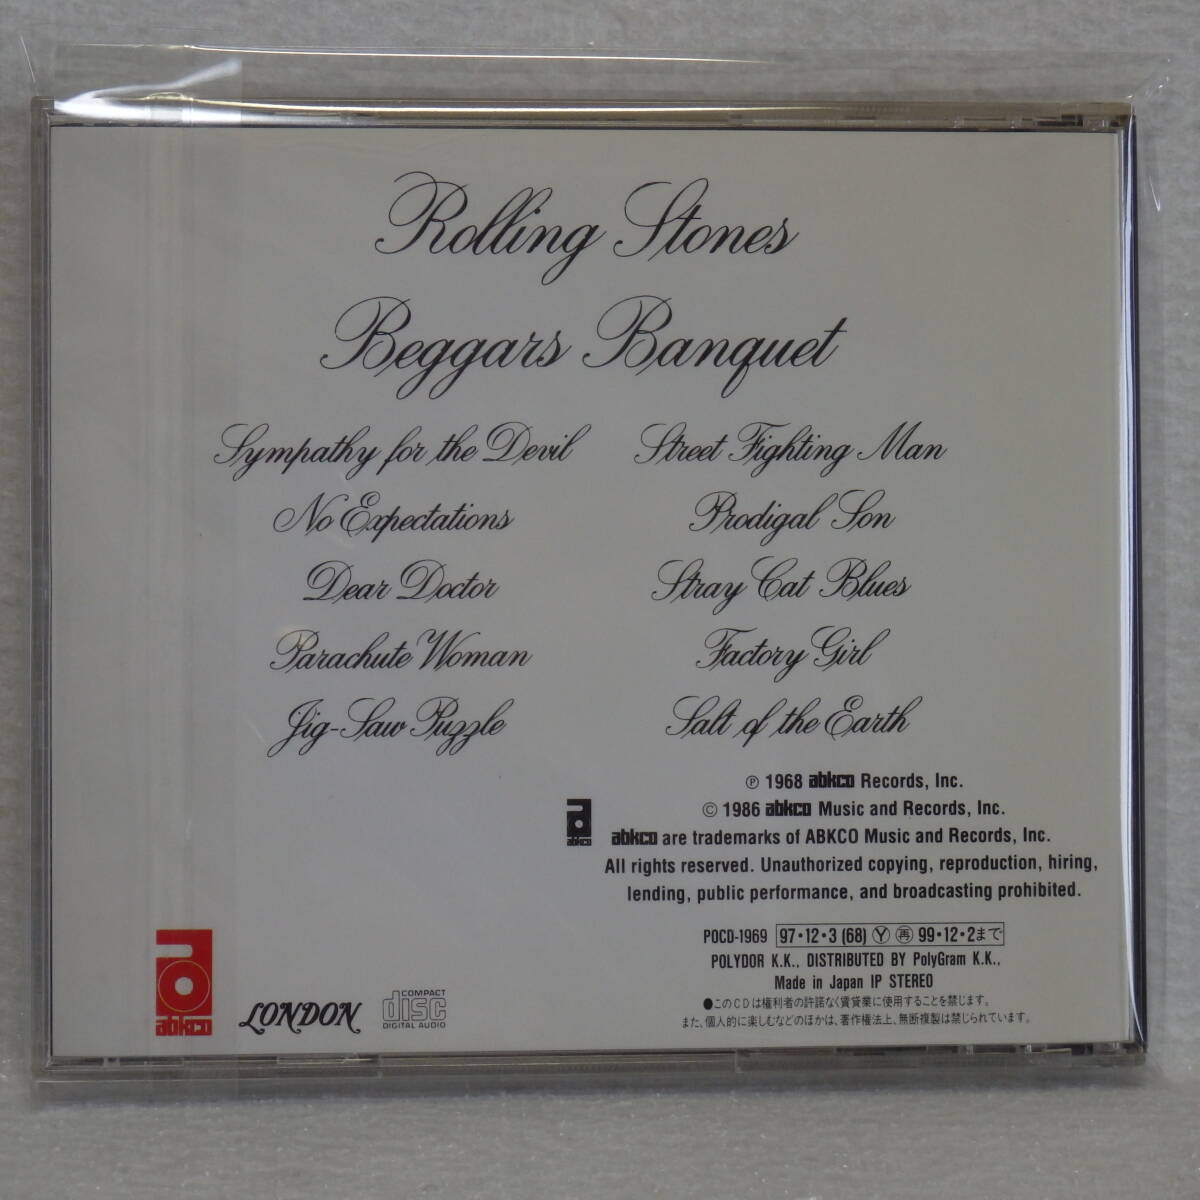 Rolling Stones
Beggars Banquet
Sympathy for the Devil
No Expectations
Dear Doctor
Parachute Woman
Jig-Saw Puzzle
Street Fighting Man
Prodigal Son
Stray Cat Blues
Factory Girl
Salt of the Earth
℗ 1968 abkco Records, Inc.
© 1986 abkco Music and Records, Inc.
abkco
abkco are trademarks of ABKCO Music and Records, Inc.
All rights reserved. Unauthorized copying, reproduction, hiring,
lending, public performance, and broadcasting prohibited.
POCD-1969 97・12・3 (68) Ⓨ ㊢ 99・12・2まで
POLYDOR K.K., DISTRIBUTED BY PolyGram K.K.,
Made in Japan IP STEREO
●このCDは権利者の許諾なく賃貸業に使用することを禁じます。
また、個人的に楽しむなどのほかは、著作権法上、無断複製は禁じられています。
abkco
LONDON
COMPACT
disc
DIGITAL AUDIO